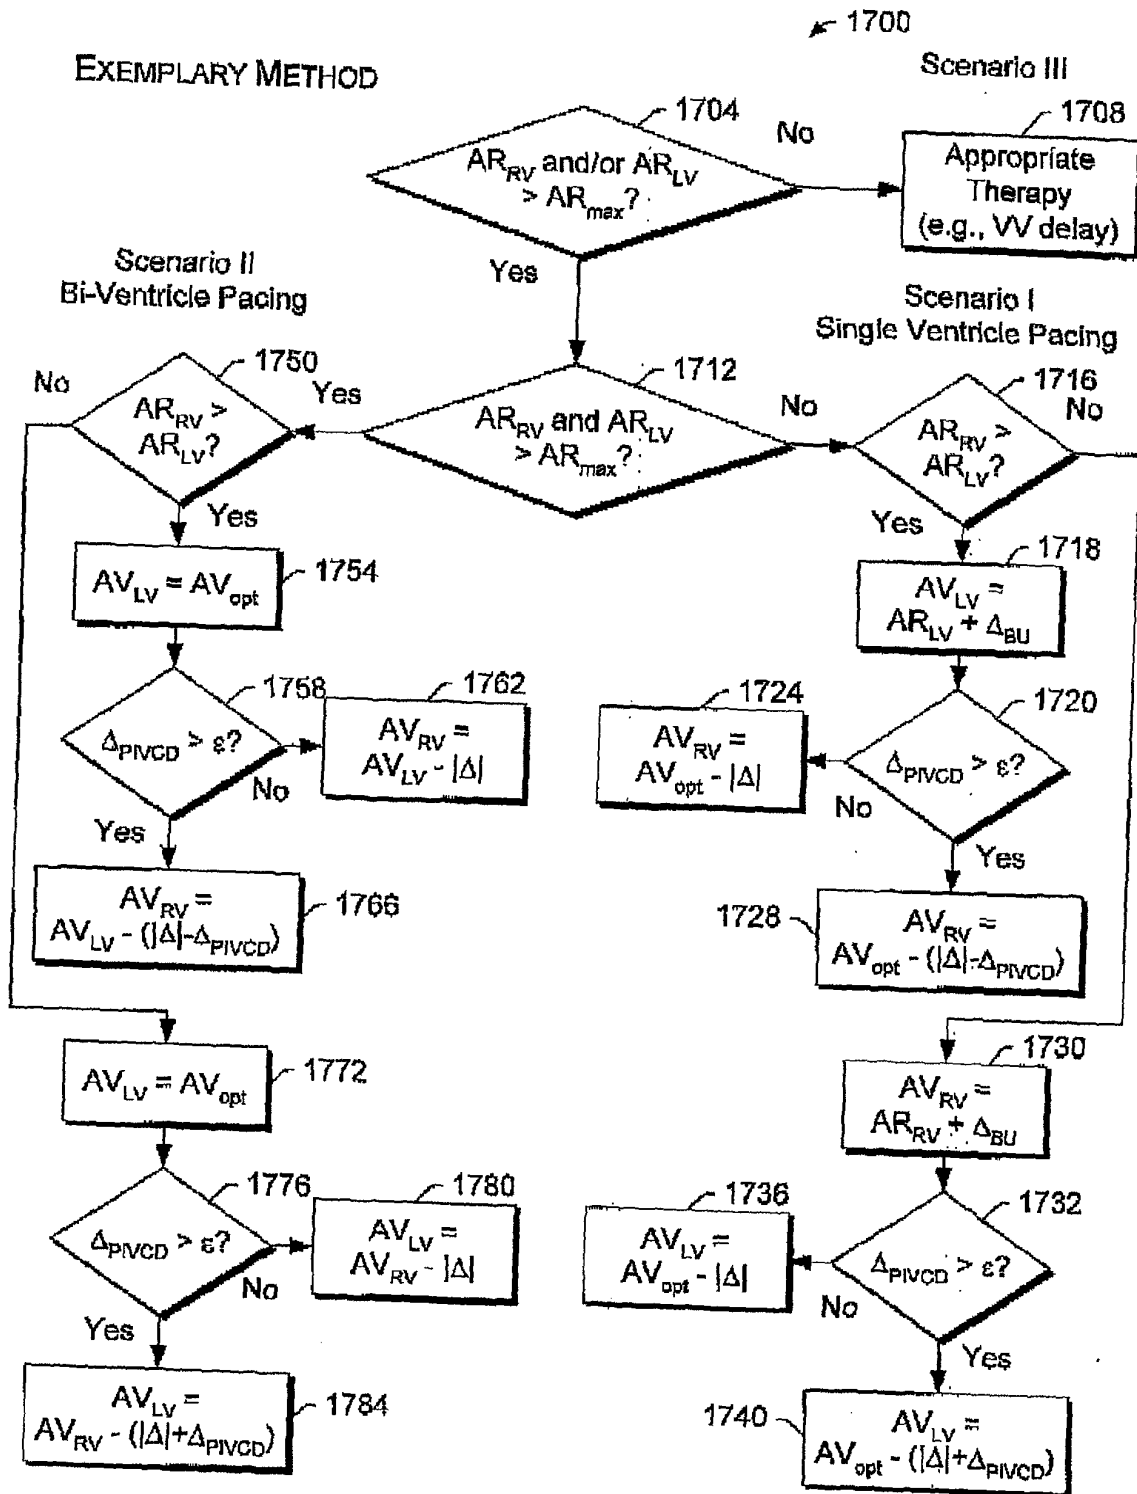 1700
EXEMPLARY METHOD
Scenario III
1704
No
1708
AR_RV and/or AR_LV
> AR_max?
Appropriate
Therapy
(e.g., VV delay)
Yes
Scenario II
Bi-Ventricle Pacing
Scenario I
Single Ventricle Pacing
1750
No
Yes
1712
No
1716
No
AR_RV >
AR_LV?
AR_RV and AR_LV
> AR_max?
AR_RV >
AR_LV?
Yes
Yes
1754
AV_LV = AV_opt
1718
AV_LV =
AR_LV + Δ_BU
1758
Δ_PIVCD > ε?
No
Yes
1762
AV_RV =
AV_LV - |Δ|
1724
AV_RV =
AV_opt - |Δ|
1720
Δ_PIVCD > ε?
No
Yes
AV_RV =
AV_LV - (|Δ|-Δ_PIVCD)
1766
1728
AV_RV =
AV_opt - (|Δ|-Δ_PIVCD)
AV_LV = AV_opt
1772
1730
AV_RV =
AR_RV + Δ_BU
1776
Δ_PIVCD > ε?
No
Yes
1780
AV_LV =
AV_RV - |Δ|
1736
AV_LV =
AV_opt - |Δ|
1732
Δ_PIVCD > ε?
No
Yes
AV_LV =
AV_RV - (|Δ|+Δ_PIVCD)
1784
1740
AV_LV =
AV_opt - (|Δ|+Δ_PIVCD)